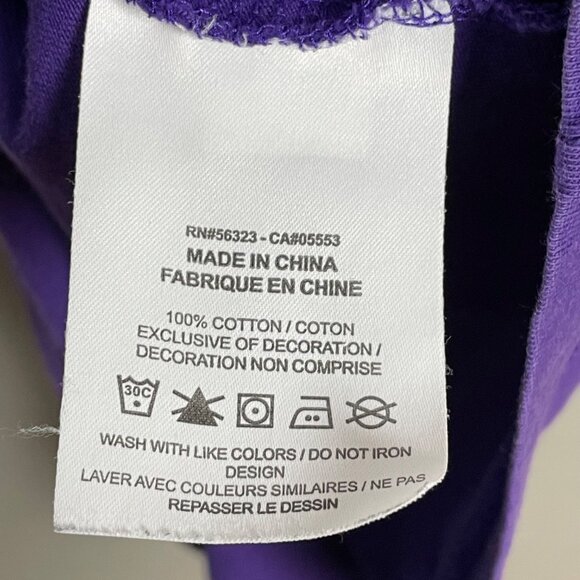 RN#56323 - CA#05553
MADE IN CHINA
FABRIQUE EN CHINE
100% COTTON / COTON
EXCLUSIVE OF DECORATION /
DECORATION NON COMPRISE
30C
WASH WITH LIKE COLORS / DO NOT IRON
DESIGN
LAVER AVEC COULEURS SIMILAIRES / NE PAS
REPASSER LE DESSIN